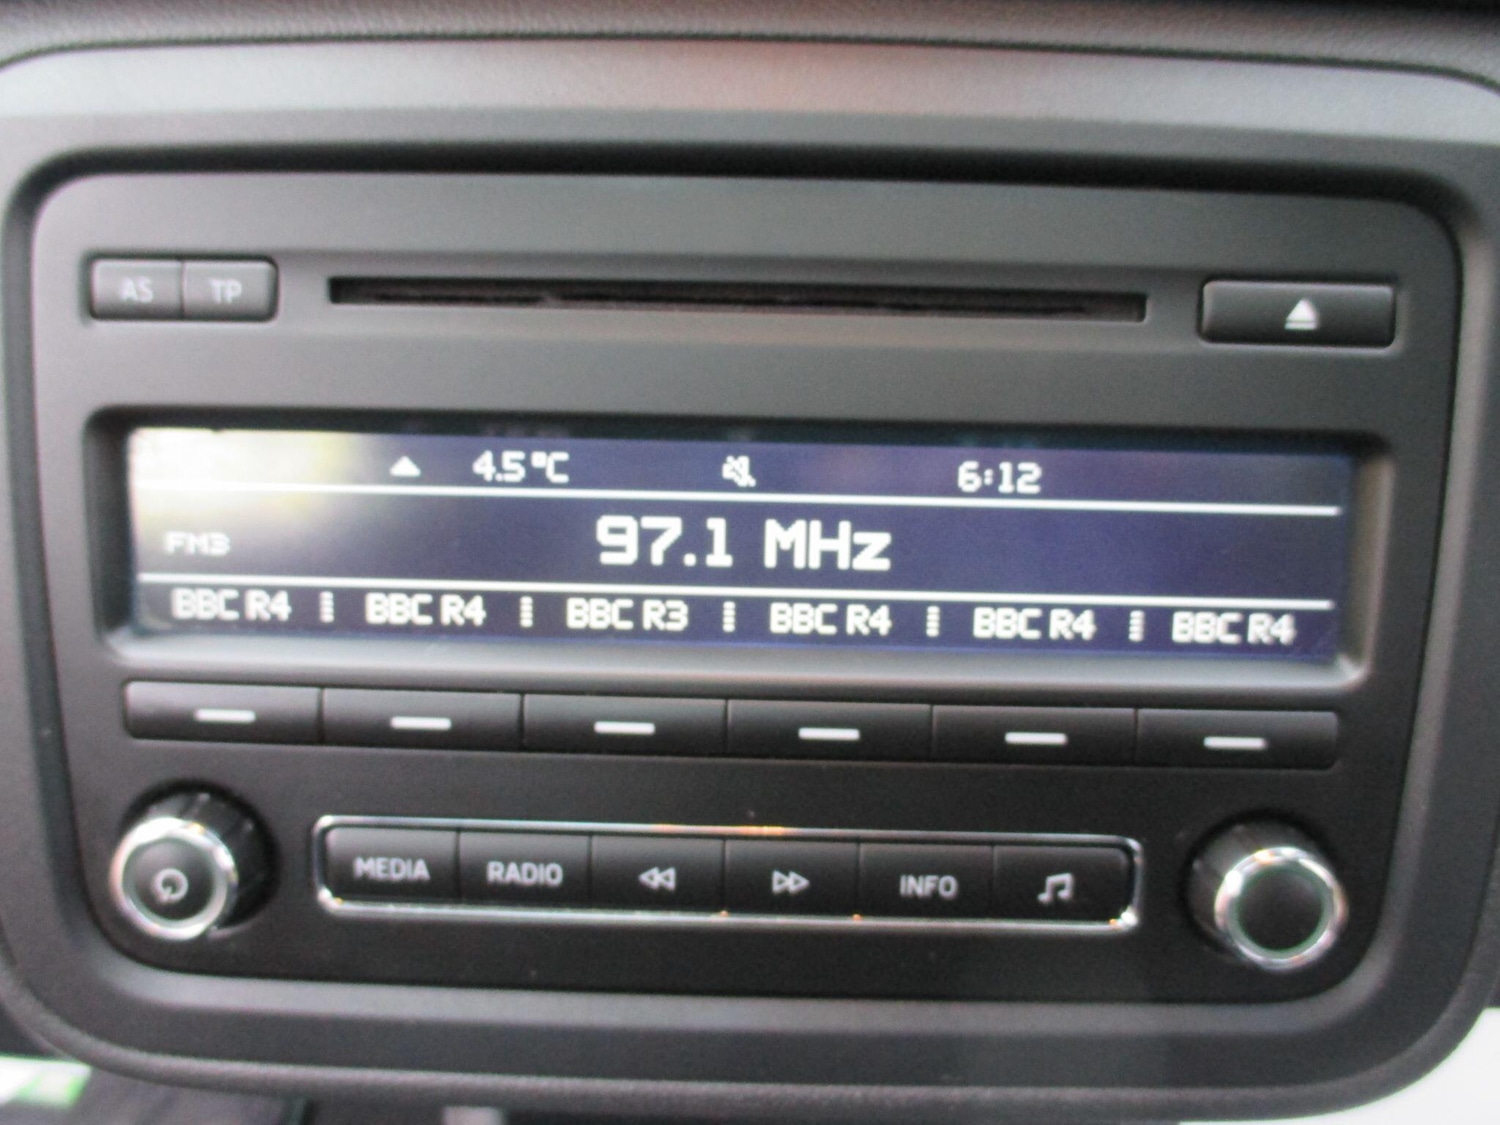 AS TP
4.5°C 6:12
FM3 97.1 MHz
BBC R4 BBC R4 BBC R3 BBC R4 BBC R4 BBC R4
MEDIA RADIO INFO